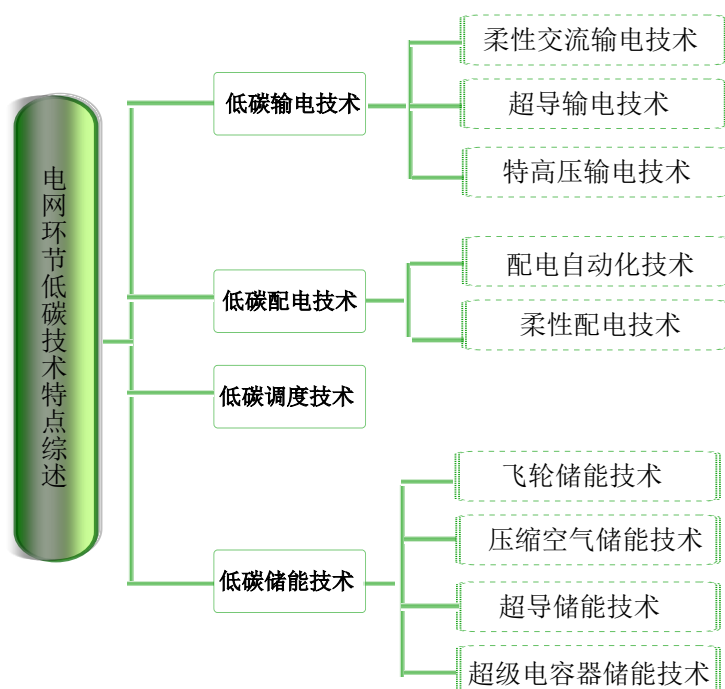 电网环节低碳技术特点综述
低碳输电技术
柔性交流输电技术
超导输电技术
特高压输电技术
低碳配电技术
配电自动化技术
柔性配电技术
低碳调度技术
低碳储能技术
飞轮储能技术
压缩空气储能技术
超导储能技术
超级电容器储能技术